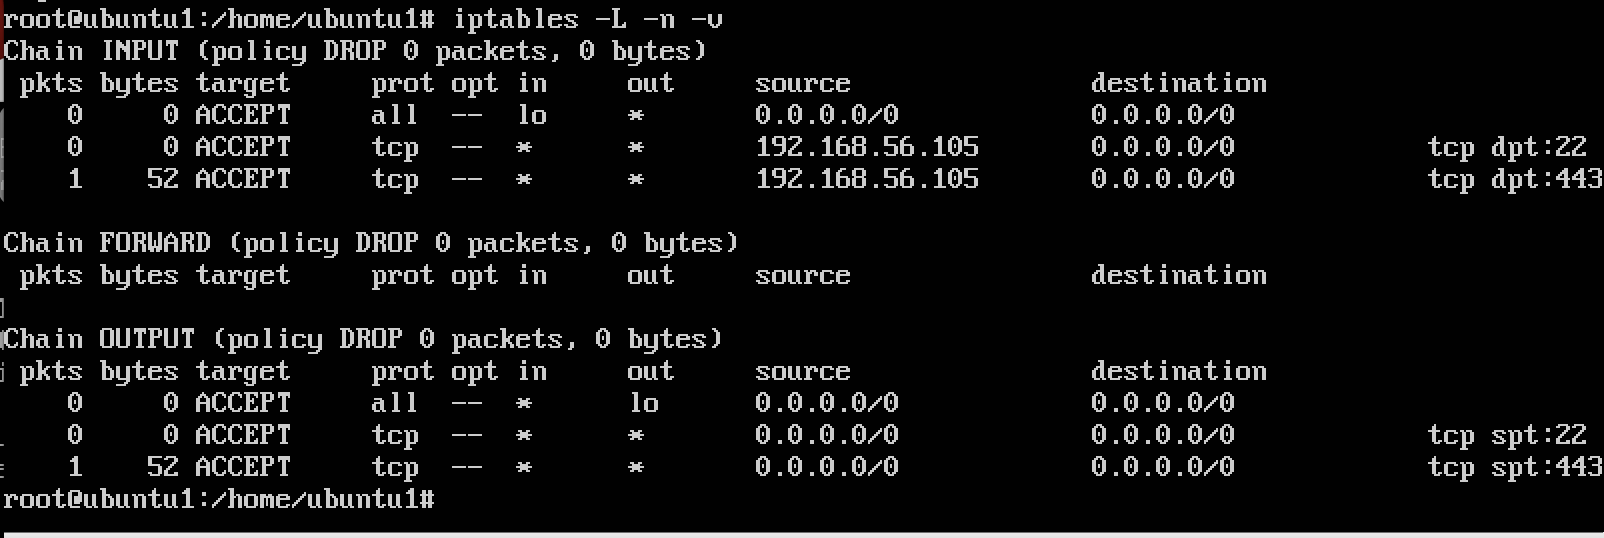 root@ubuntu1:/home/ubuntu1# iptables -L -n -v
Chain INPUT (policy DROP 0 packets, 0 bytes)
 pkts bytes target     prot opt in     out     source               destination
    0     0 ACCEPT     all  --  lo     *       0.0.0.0/0            0.0.0.0/0
    0     0 ACCEPT     tcp  --  *      *       192.168.56.105       0.0.0.0/0            tcp dpt:22
    1    52 ACCEPT     tcp  --  *      *       192.168.56.105       0.0.0.0/0            tcp dpt:443

Chain FORWARD (policy DROP 0 packets, 0 bytes)
 pkts bytes target     prot opt in     out     source               destination

Chain OUTPUT (policy DROP 0 packets, 0 bytes)
 pkts bytes target     prot opt in     out     source               destination
    0     0 ACCEPT     all  --  *      lo      0.0.0.0/0            0.0.0.0/0
    0     0 ACCEPT     tcp  --  *      *       0.0.0.0/0            0.0.0.0/0            tcp spt:22
    1    52 ACCEPT     tcp  --  *      *       0.0.0.0/0            0.0.0.0/0            tcp spt:443
root@ubuntu1:/home/ubuntu1#